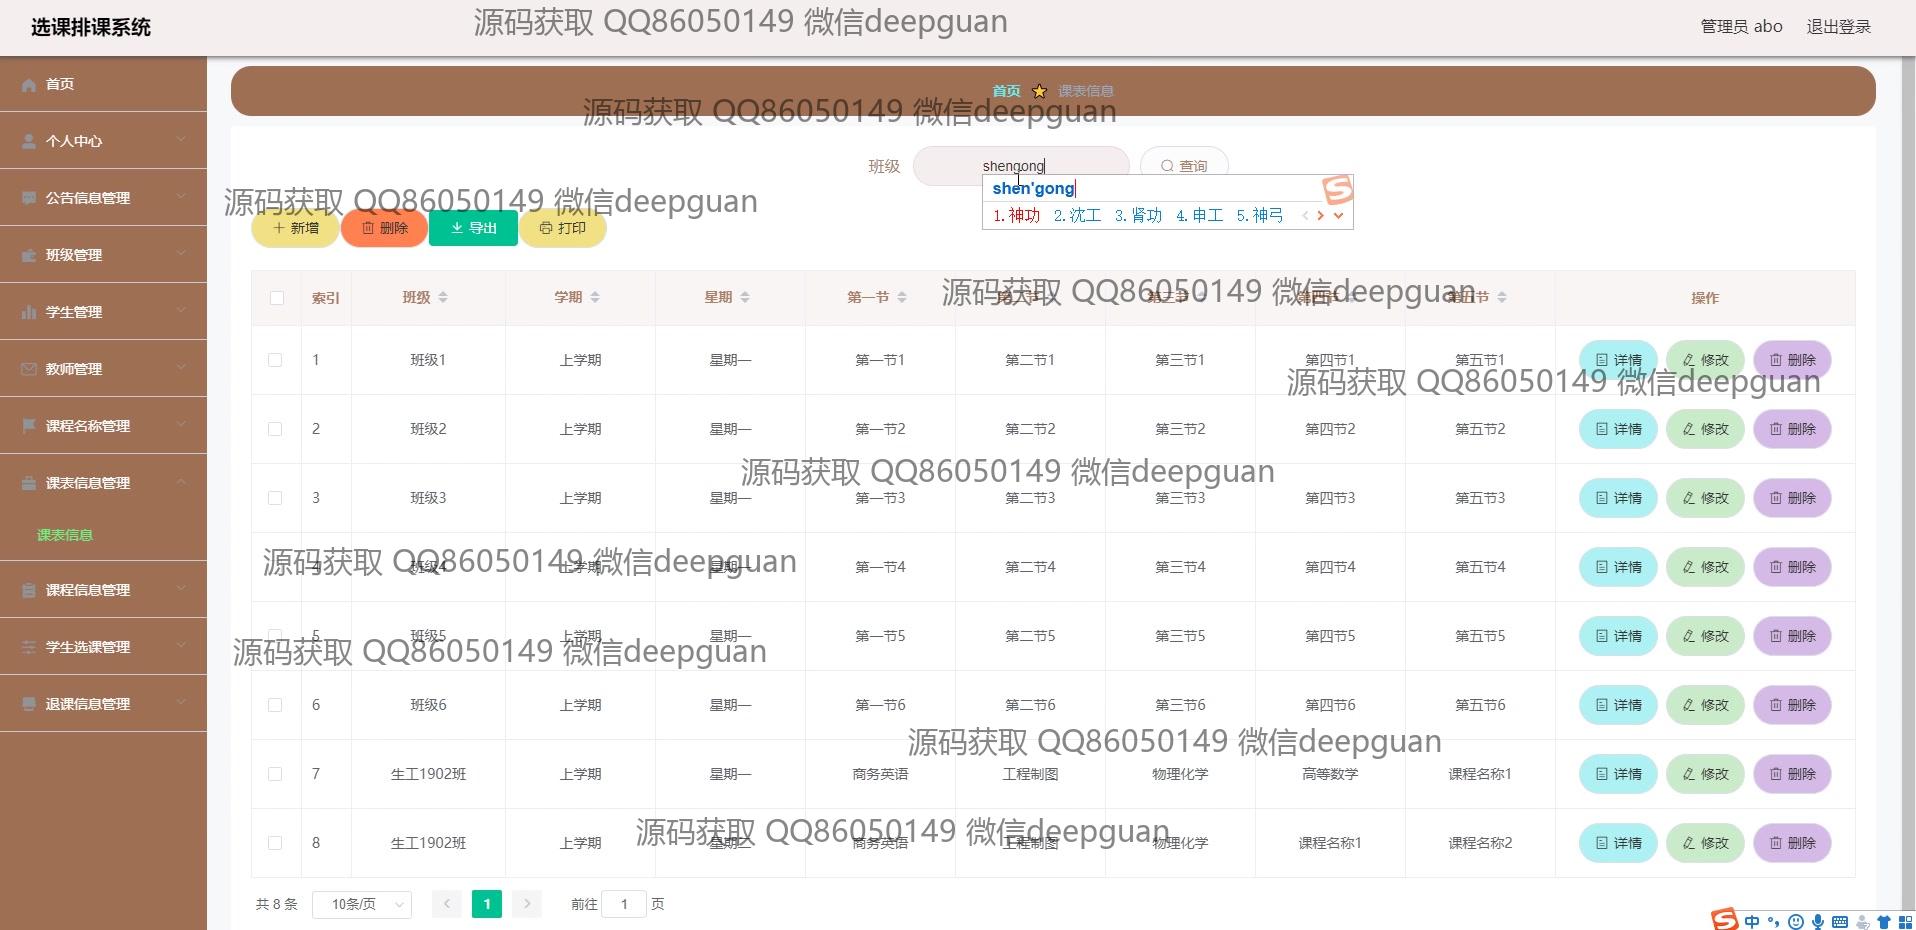 选课排课系统
源码获取 QQ86050149 微信deepguan
管理员 abo 退出登录
首页
个人中心
公告信息管理
班级管理
学生管理
教师管理
课程名称管理
课表信息管理
课表信息
课程信息管理
学生选课管理
退课信息管理
首页 课表信息
源码获取 QQ86050149 微信deepguan
班级 shengong 查询
shen'gong
1.神功 2.沈工 3.肾功 4.申工 5.神弓
源码获取 QQ86050149 微信deepguan
新增 删除 导出 打印
索引 班级 学期 星期 第一节 第二节 第三节 第四节 第五节 操作
源码获取 QQ86050149 微信deepguan
1 班级1 上学期 星期一 第一节1 第二节1 第三节1 第四节1 第五节1 详情 修改 删除
源码获取 QQ86050149 微信deepguan
2 班级2 上学期 星期一 第一节2 第二节2 第三节2 第四节2 第五节2 详情 修改 删除
源码获取 QQ86050149 微信deepguan
3 班级3 上学期 星期一 第一节3 第二节3 第三节3 第四节3 第五节3 详情 修改 删除
源码获取 QQ86050149 微信deepguan
4 班级4 上学期 星期一 第一节4 第二节4 第三节4 第四节4 第五节4 详情 修改 删除
5 班级5 上学期 星期一 第一节5 第二节5 第三节5 第四节5 第五节5 详情 修改 删除
源码获取 QQ86050149 微信deepguan
6 班级6 上学期 星期一 第一节6 第二节6 第三节6 第四节6 第五节6 详情 修改 删除
源码获取 QQ86050149 微信deepguan
7 生工1902班 上学期 星期一 商务英语 工程制图 物理化学 高等数学 课程名称1 详情 修改 删除
源码获取 QQ86050149 微信deepguan
8 生工1902班 上学期 星期二 商务英语 工程制图 物理化学 课程名称1 课程名称2 详情 修改 删除
共 8 条 10条/页 1 前往 1 页
中